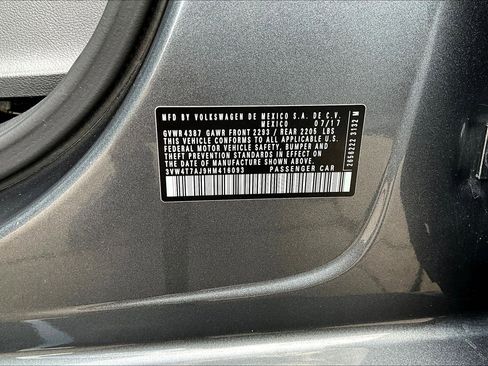 MFD BY VOLKSWAGEN DE MEXICO S.A. DE C.V.
MEXICO 07/17
GVWR 4387 GAWR FRONT 2293 / REAR 2205 LBS
THIS VEHICLE CONFORMS TO ALL APPLICABLE U.S.
FEDERAL MOTOR VEHICLE SAFETY, BUMPER AND
THEFT PREVENTION STANDARDS IN EFFECT ON
THE DATE OF MANUFACTURE SHOWN ABOVE.
3VW4T7AJ9HM416093 PASSENGER CAR
7650222 3132 M